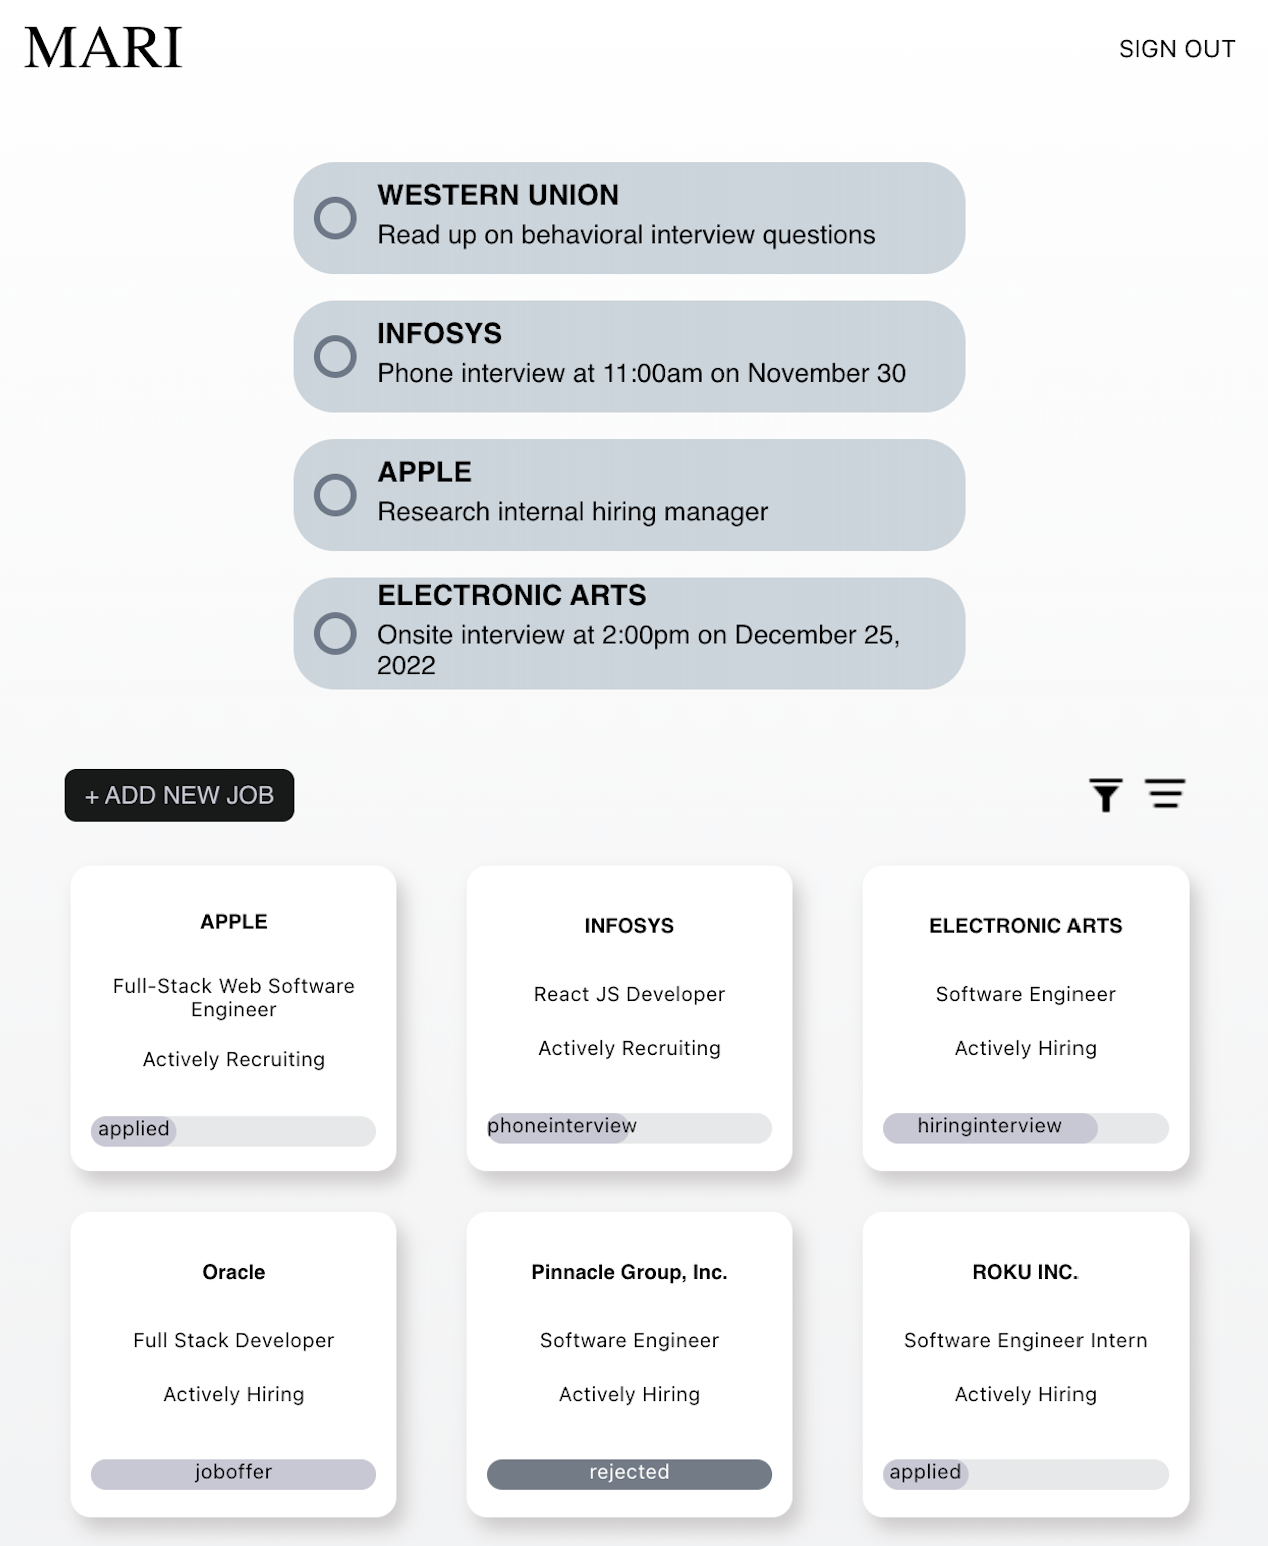 MARI
SIGN OUT
WESTERN UNION
Read up on behavioral interview questions
INFOSYS
Phone interview at 11:00am on November 30
APPLE
Research internal hiring manager
ELECTRONIC ARTS
Onsite interview at 2:00pm on December 25,
2022
+ ADD NEW JOB
APPLE
Full-Stack Web Software
Engineer
Actively Recruiting
applied
INFOSYS
React JS Developer
Actively Recruiting
phoneinterview
ELECTRONIC ARTS
Software Engineer
Actively Hiring
hiringinterview
Oracle
Full Stack Developer
Actively Hiring
joboffer
Pinnacle Group, Inc.
Software Engineer
Actively Hiring
rejected
ROKU INC.
Software Engineer Intern
Actively Hiring
applied